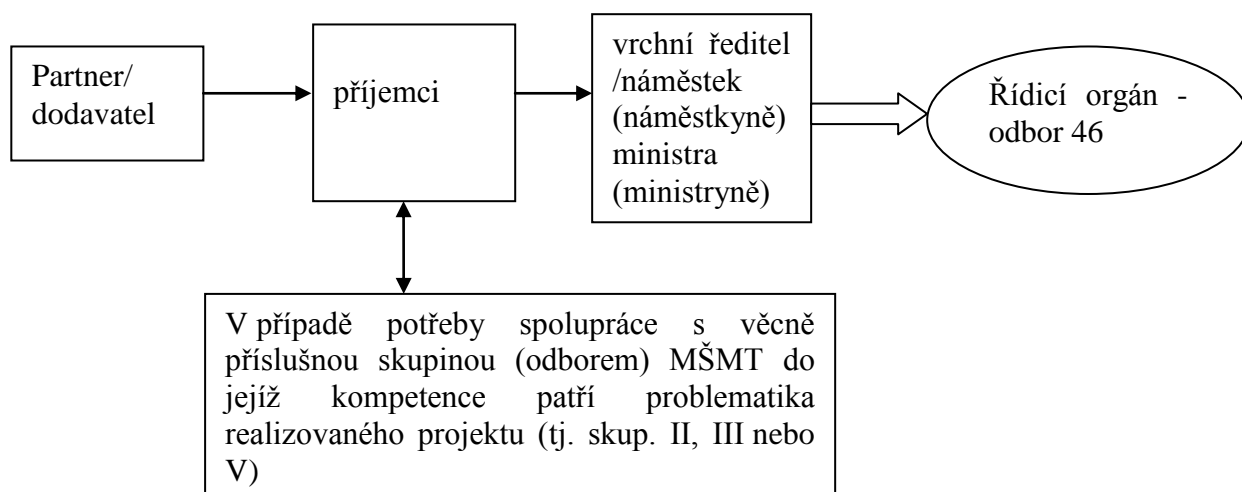 Partner/
dodavatel
příjemci
vrchní ředitel
/náměstek
(náměstkyně)
ministra
(ministryně)
Řídicí orgán -
odbor 46
V případě potřeby spolupráce s věcně
příslušnou skupinou (odborem) MŠMT do
jejíž kompetence patří problematika
realizovaného projektu (tj. skup. II, III nebo
V)